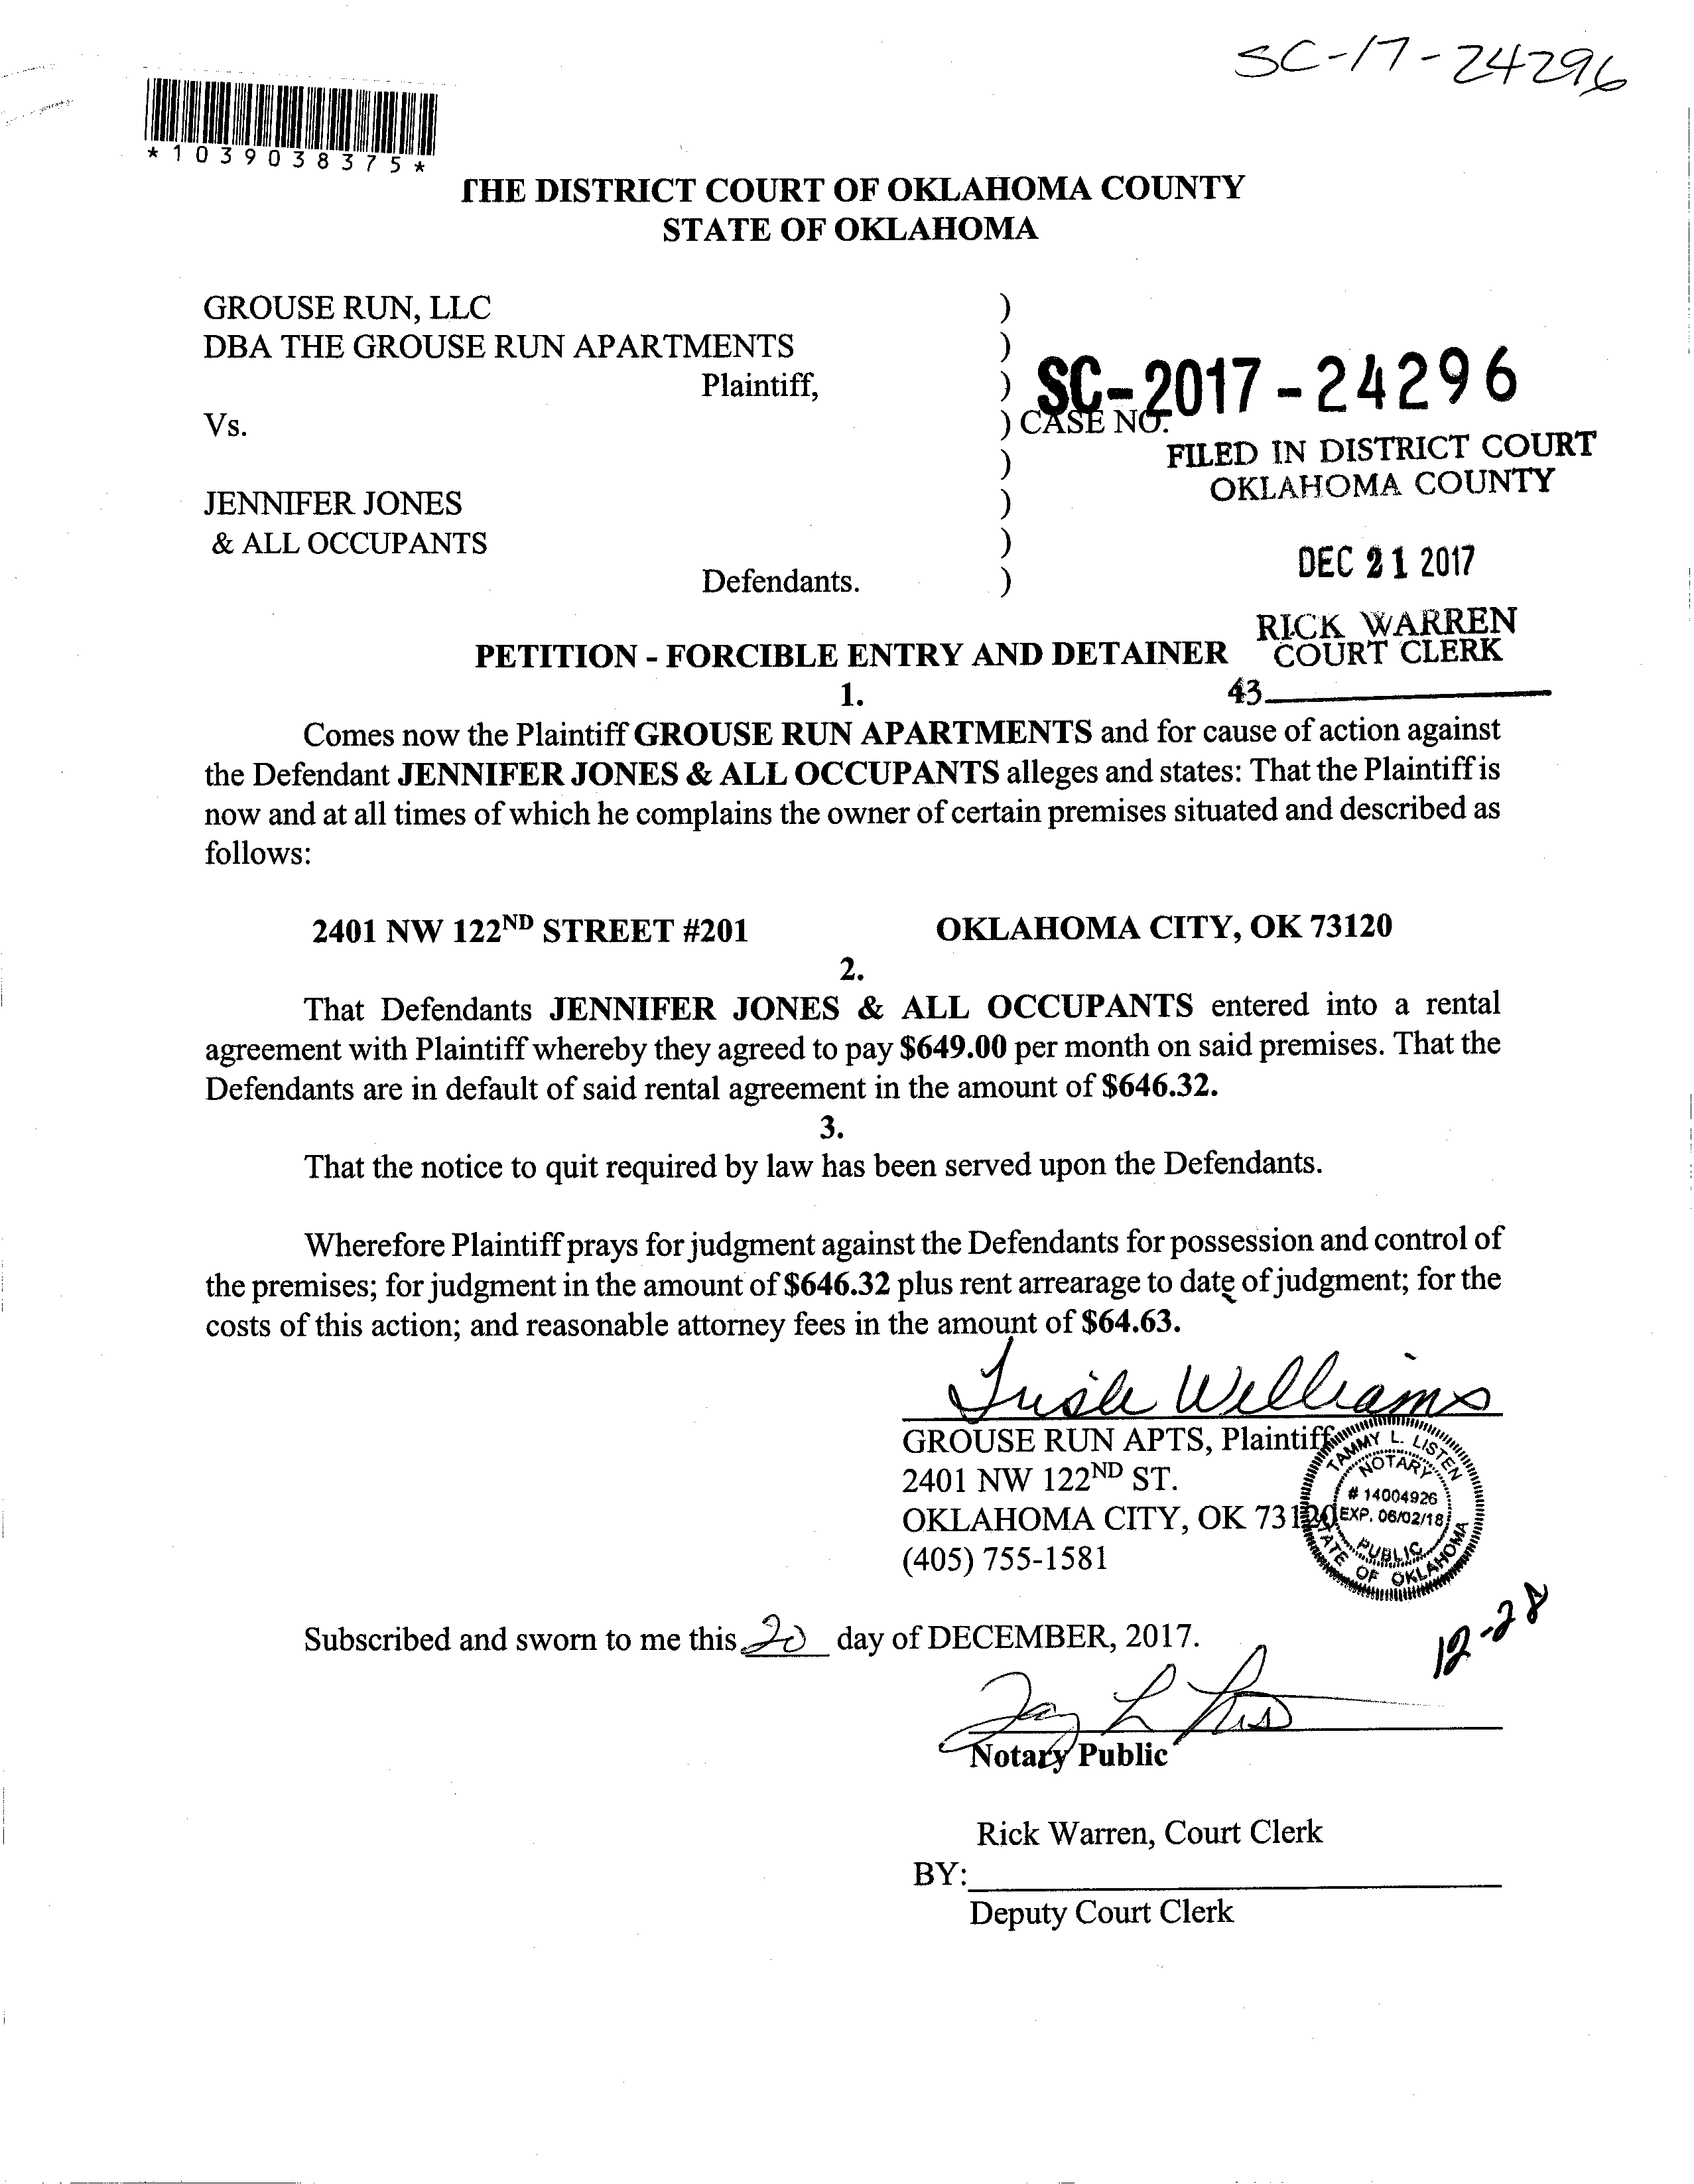 SC-17-24296
*1039038375*
THE DISTRICT COURT OF OKLAHOMA COUNTY
STATE OF OKLAHOMA
GROUSE RUN, LLC )
DBA THE GROUSE RUN APARTMENTS )
Plaintiff, ) SC-2017-24296
Vs. ) CASE NO.
) FILED IN DISTRICT COURT
OKLAHOMA COUNTY
JENNIFER JONES )
& ALL OCCUPANTS )
DEC 21 2017
Defendants. )
RICK WARREN
PETITION - FORCIBLE ENTRY AND DETAINER COURT CLERK
1. 43
Comes now the Plaintiff GROUSE RUN APARTMENTS and for cause of action against
the Defendant JENNIFER JONES & ALL OCCUPANTS alleges and states: That the Plaintiff is
now and at all times of which he complains the owner of certain premises situated and described as
follows:
2401 NW 122ND STREET #201 OKLAHOMA CITY, OK 73120
2.
That Defendants JENNIFER JONES & ALL OCCUPANTS entered into a rental
agreement with Plaintiff whereby they agreed to pay $649.00 per month on said premises. That the
Defendants are in default of said rental agreement in the amount of $646.32.
3.
That the notice to quit required by law has been served upon the Defendants.
Wherefore Plaintiff prays for judgment against the Defendants for possession and control of
the premises; for judgment in the amount of $646.32 plus rent arrearage to date of judgment; for the
costs of this action; and reasonable attorney fees in the amount of $64.63.
Williams
GROUSE RUN APTS, Plaintiff
2401 NW 122ND ST.
OKLAHOMA CITY, OK 73120
(405) 755-1581
TAMMY L. LISTEN
NOTARY
# 14004926
EXP. 06/02/18
PUBLIC
STATE OF OKLAHOMA
12-28
Subscribed and sworn to me this 20 day of DECEMBER, 2017.
Notary Public
Rick Warren, Court Clerk
BY:
Deputy Court Clerk